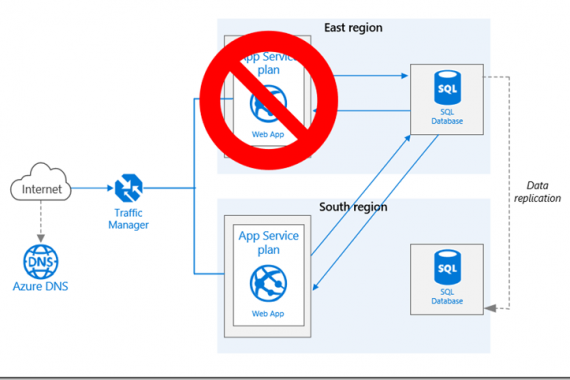 East region
App Service
plan
Web App
SQL
SQL
Database
Internet
Traffic
Manager
Data
replication
South region
DNS
Azure DNS
App Service
plan
Web App
SQL
SQL
Database